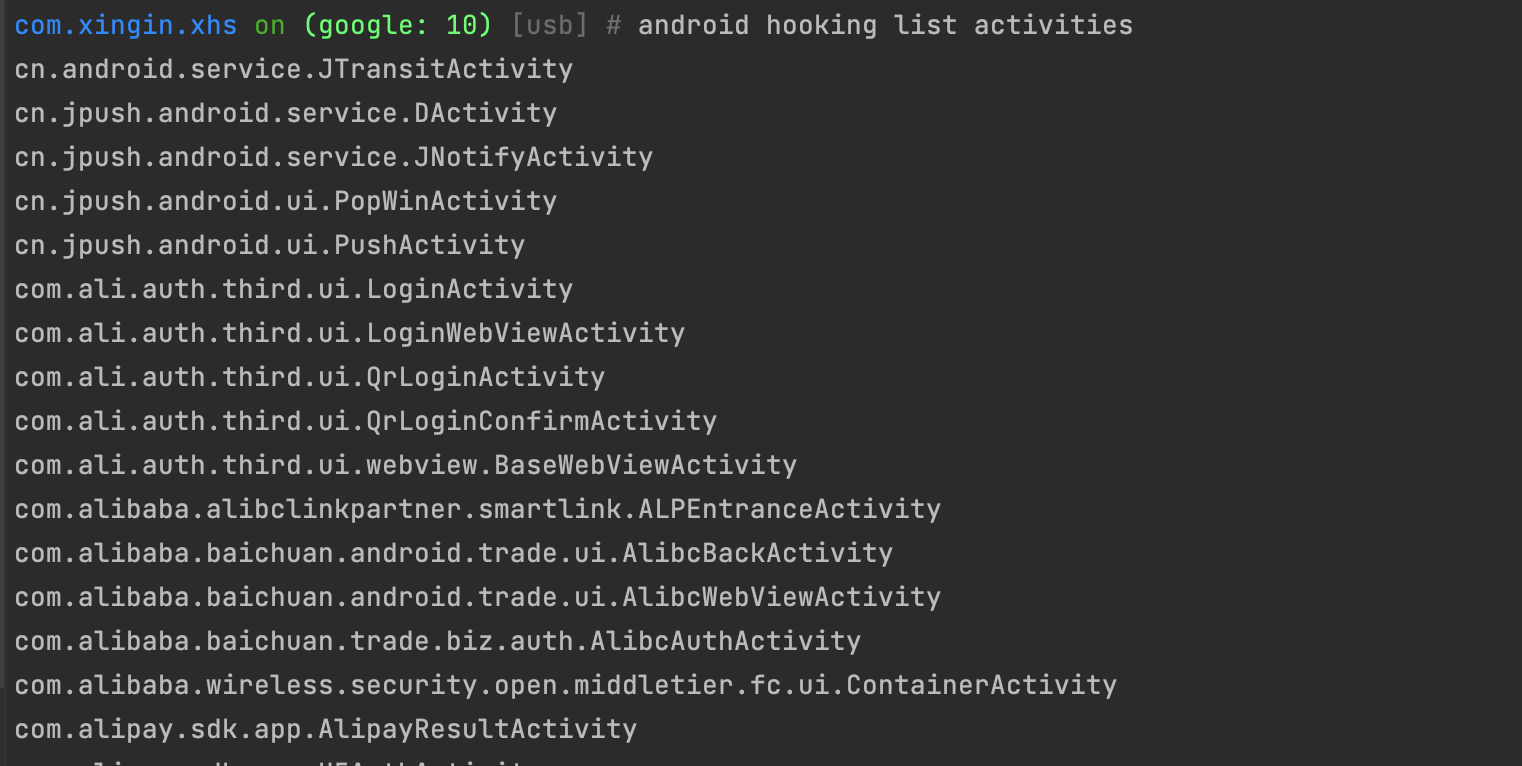 com.xingin.xhs on (google: 10) [usb] # android hooking list activities
cn.android.service.JTransitActivity
cn.jpush.android.service.DActivity
cn.jpush.android.service.JNotifyActivity
cn.jpush.android.ui.PopWinActivity
cn.jpush.android.ui.PushActivity
com.ali.auth.third.ui.LoginActivity
com.ali.auth.third.ui.LoginWebViewActivity
com.ali.auth.third.ui.QrLoginActivity
com.ali.auth.third.ui.QrLoginConfirmActivity
com.ali.auth.third.ui.webview.BaseWebViewActivity
com.alibaba.alibclinkpartner.smartlink.ALPEntranceActivity
com.alibaba.baichuan.android.trade.ui.AlibcBackActivity
com.alibaba.baichuan.android.trade.ui.AlibcWebViewActivity
com.alibaba.baichuan.trade.biz.auth.AlibcAuthActivity
com.alibaba.wireless.security.open.middletier.fc.ui.ContainerActivity
com.alipay.sdk.app.AlipayResultActivity